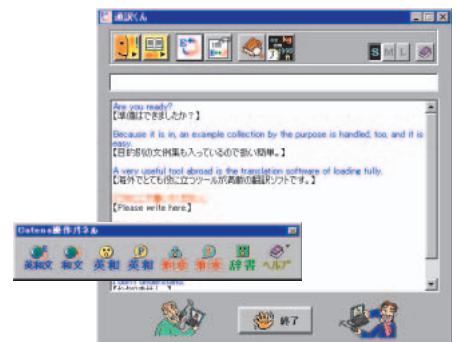 通訳くん
S M L
Are you ready?
【準備はできましたか？】
Because it is in, an example collection by the purpose is handled, too, and it is
easy.
【目的別の文例集も入っているので扱い簡単。】
A very useful tool abroad is the translation software of loading fully.
【海外でとても役に立つツールが満載の翻訳ソフトです。】
【Please write here.】
Catena操作パネル
英和文 和文 英和 英和 辞書 ヘルプ
I don't understand.
終了